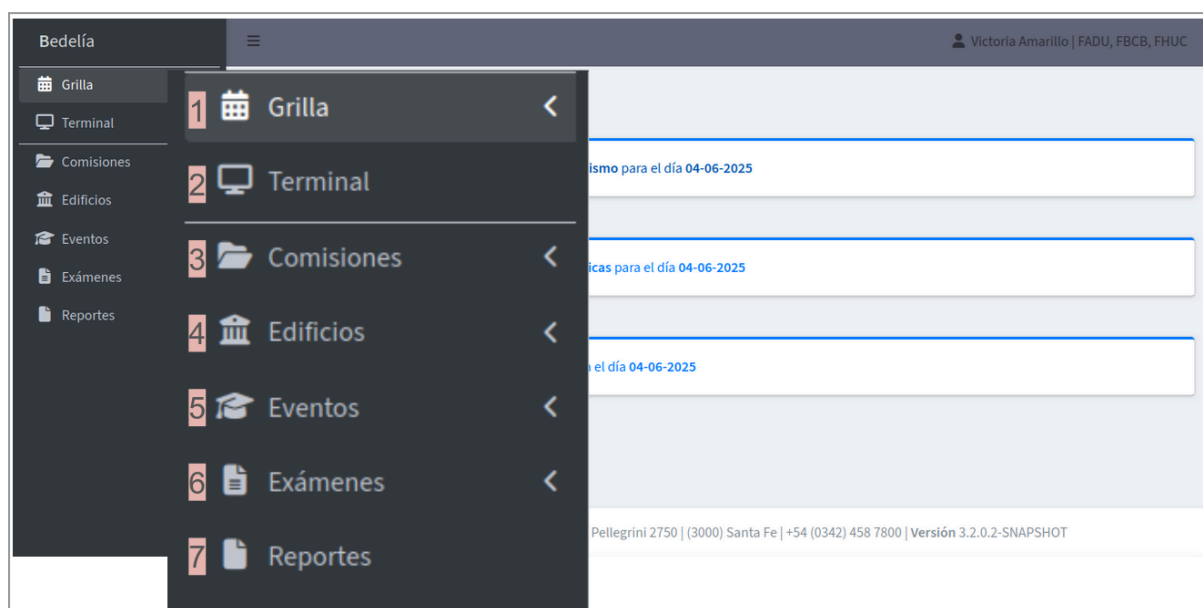 Bedelía
Victoria Amarillo | FADU, FBCB, FHUC
Grilla
Terminal
Comisiones
Edificios
Eventos
Exámenes
Reportes
1 Grilla
2 Terminal
3 Comisiones
4 Edificios
5 Eventos
6 Exámenes
7 Reportes
para el día 04-06-2025
para el día 04-06-2025
el día 04-06-2025
Pellegrini 2750 | (3000) Santa Fe | +54 (0342) 458 7800 | Versión 3.2.0.2-SNAPSHOT